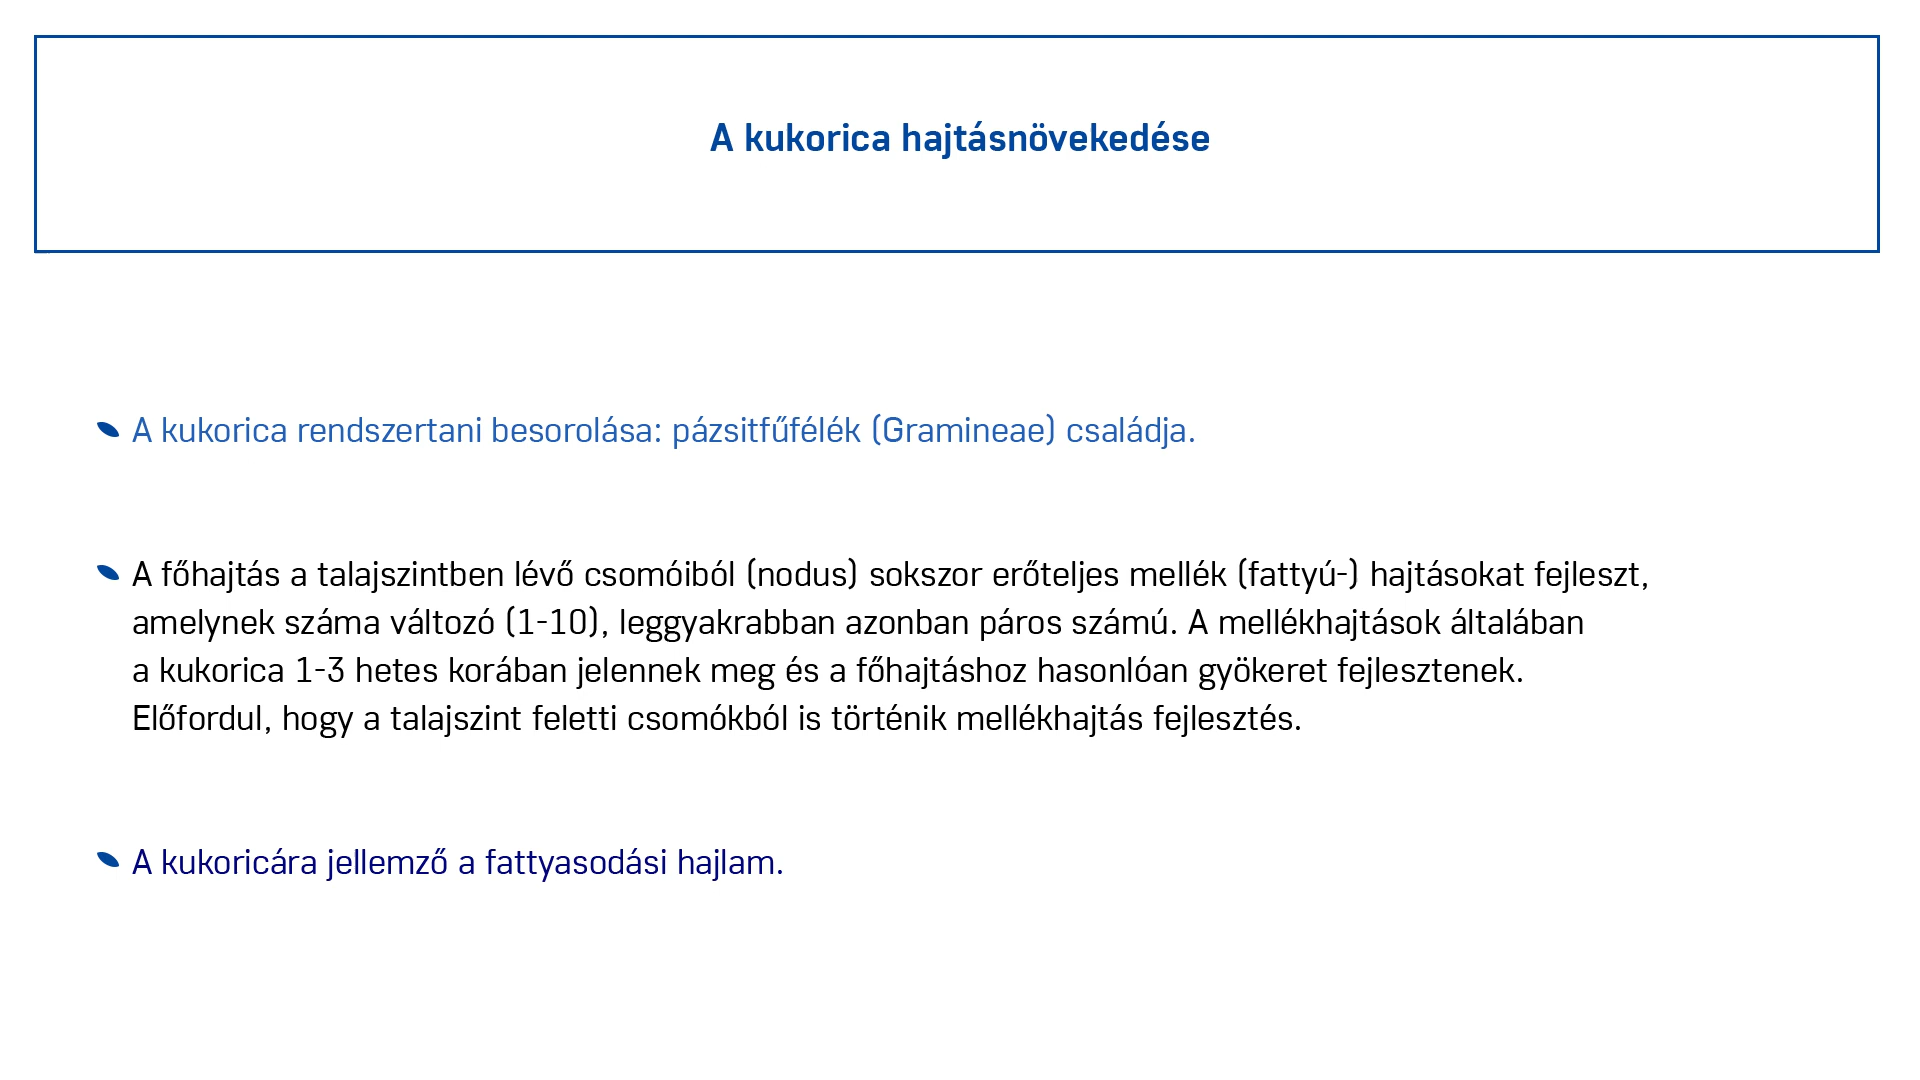 A kukorica hajtásnövekedése
A kukorica rendszertani besorolása: pázsitfűfélék (Gramineae) családja.
A főhajtás a talajszintben lévő csomóiból (nodus) sokszor erőteljes mellék (fattyú-) hajtásokat fejleszt,
amelynek száma változó (1-10), leggyakrabban azonban páros számú. A mellékhajtások általában
a kukorica 1-3 hetes korában jelennek meg és a főhajtáshoz hasonlóan gyökeret fejlesztenek.
Előfordul, hogy a talajszint feletti csomókból is történik mellékhajtás fejlesztés.
A kukoricára jellemző a fattyasodási hajlam.